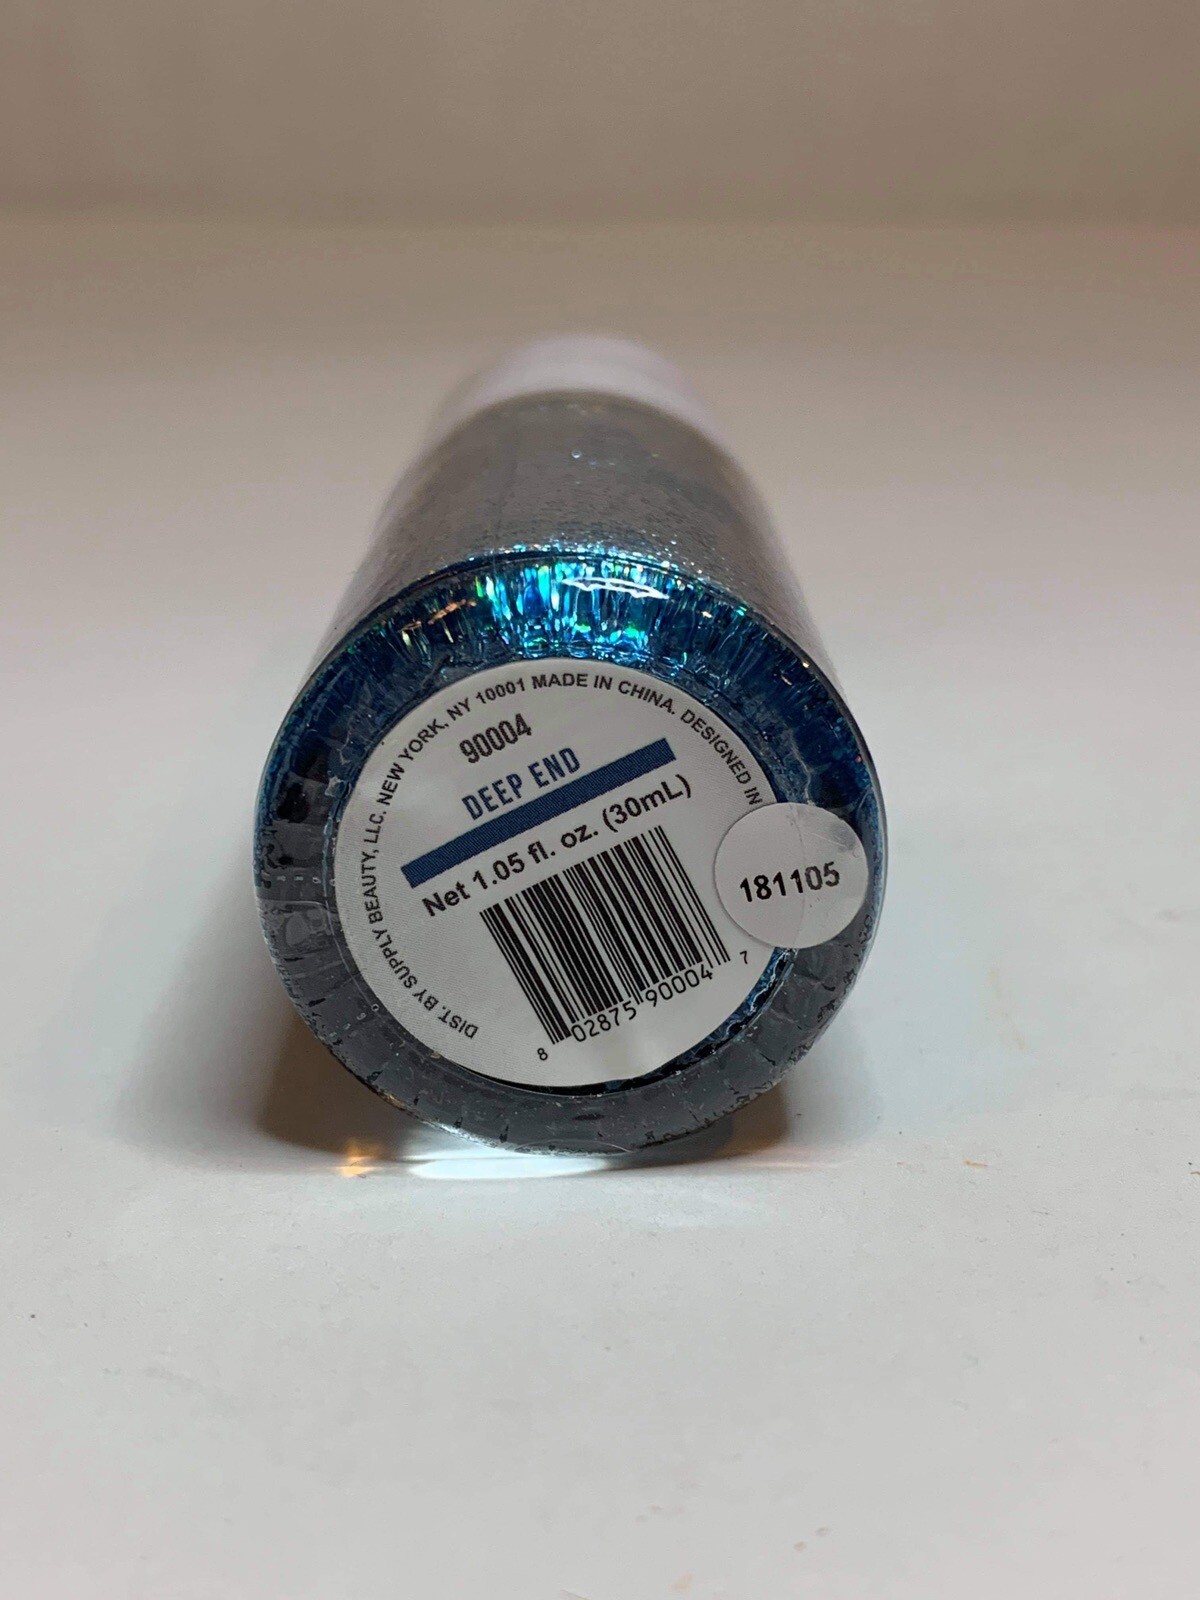 DIST. BY SUPPLY BEAUTY, LLC. NEW YORK, NY 10001 MADE IN CHINA. DESIGNED IN
90004
DEEP END
Net 1.05 fl. oz. (30mL)
181105
8 02875 90004 7